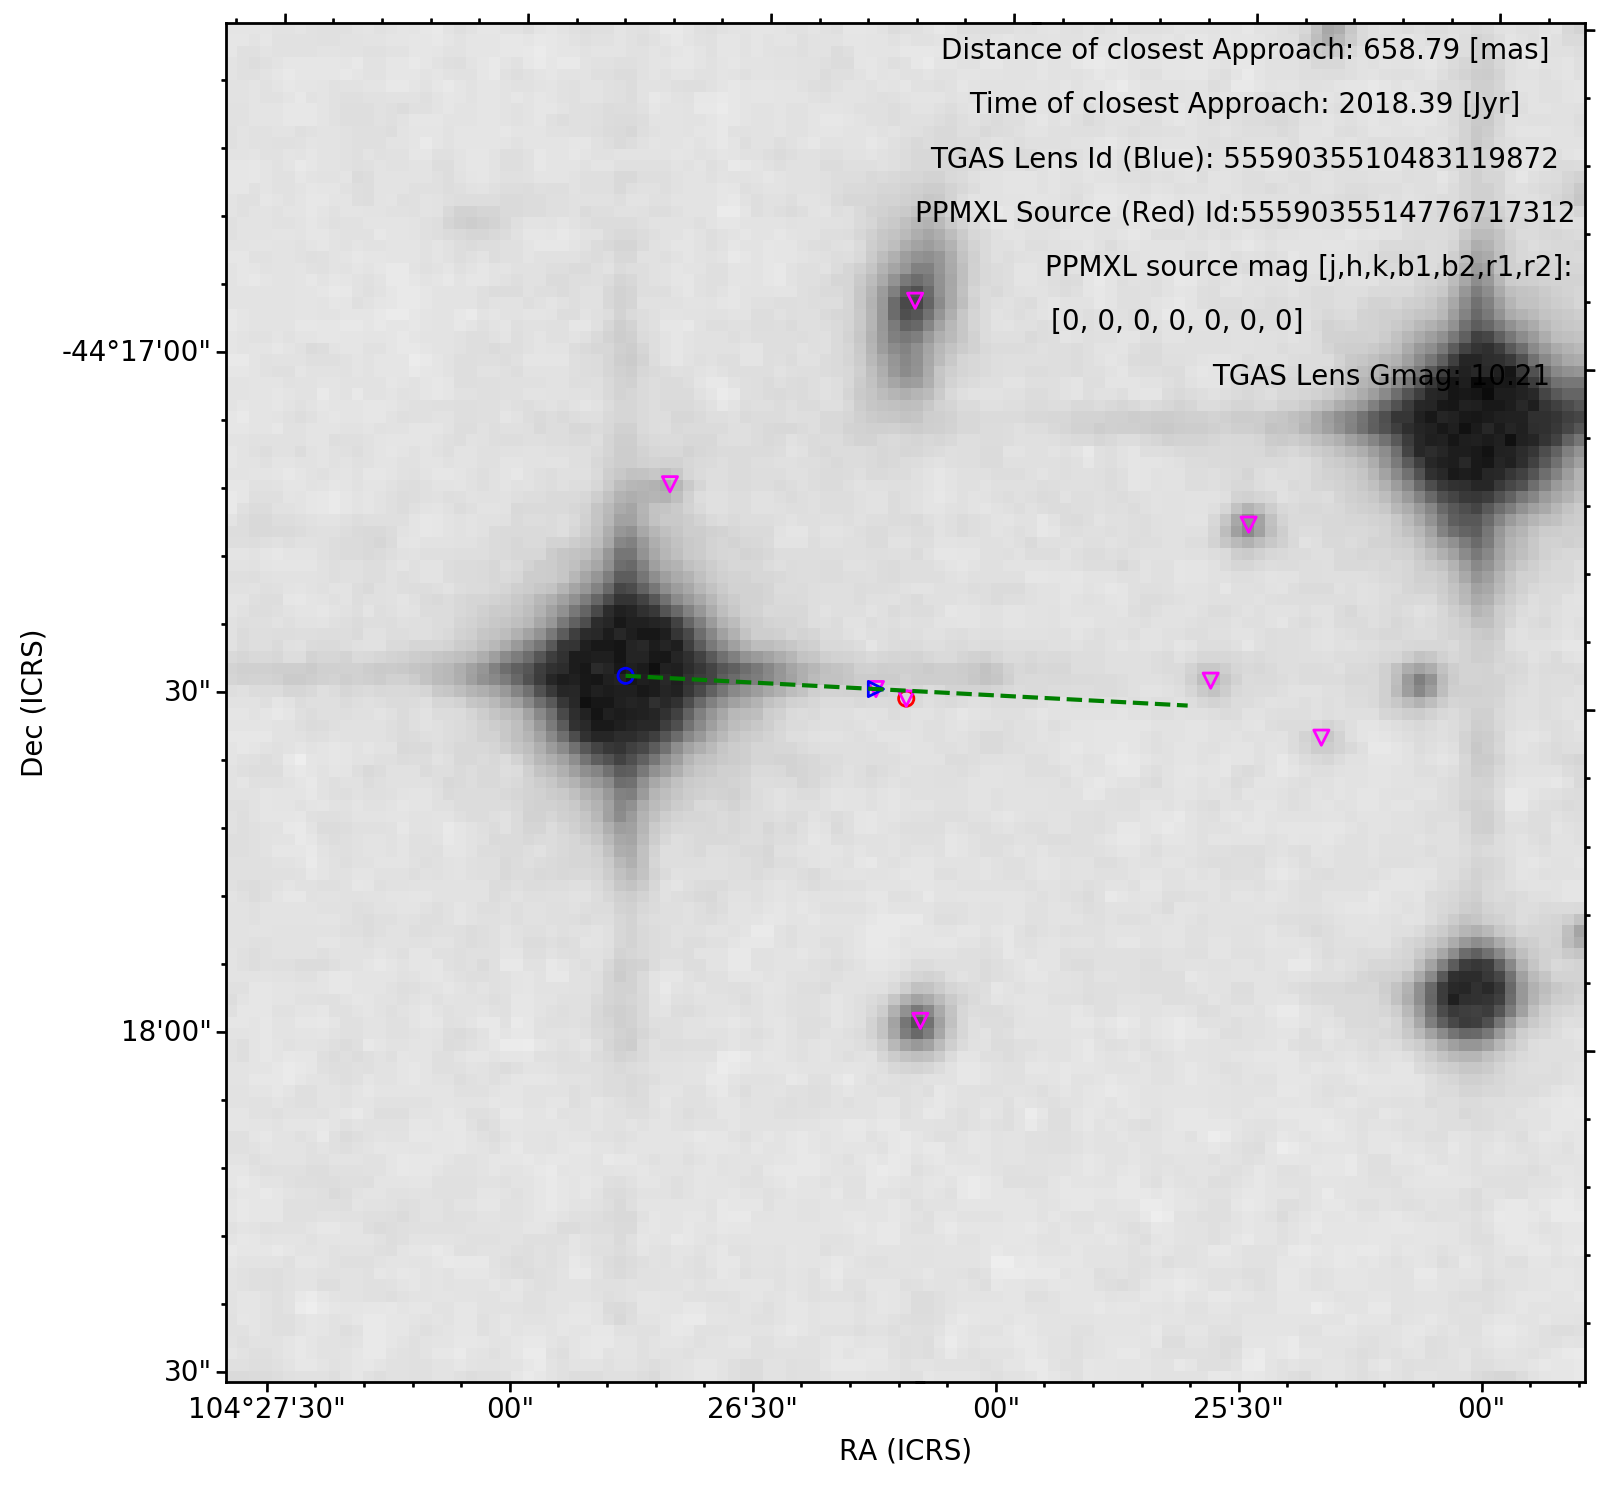 Distance of closest Approach: 658.79 [mas]
Time of closest Approach: 2018.39 [Jyr]
TGAS Lens Id (Blue): 5559035510483119872
PPMXL Source (Red) Id:5559035514776717312
PPMXL source mag [j,h,k,b1,b2,r1,r2]:
[0, 0, 0, 0, 0, 0, 0]
TGAS Lens Gmag: 10.21
-44°17'00"
30"
18'00"
30"
Dec (ICRS)
104°27'30" 00" 26'30" 00" 25'30" 00"
RA (ICRS)